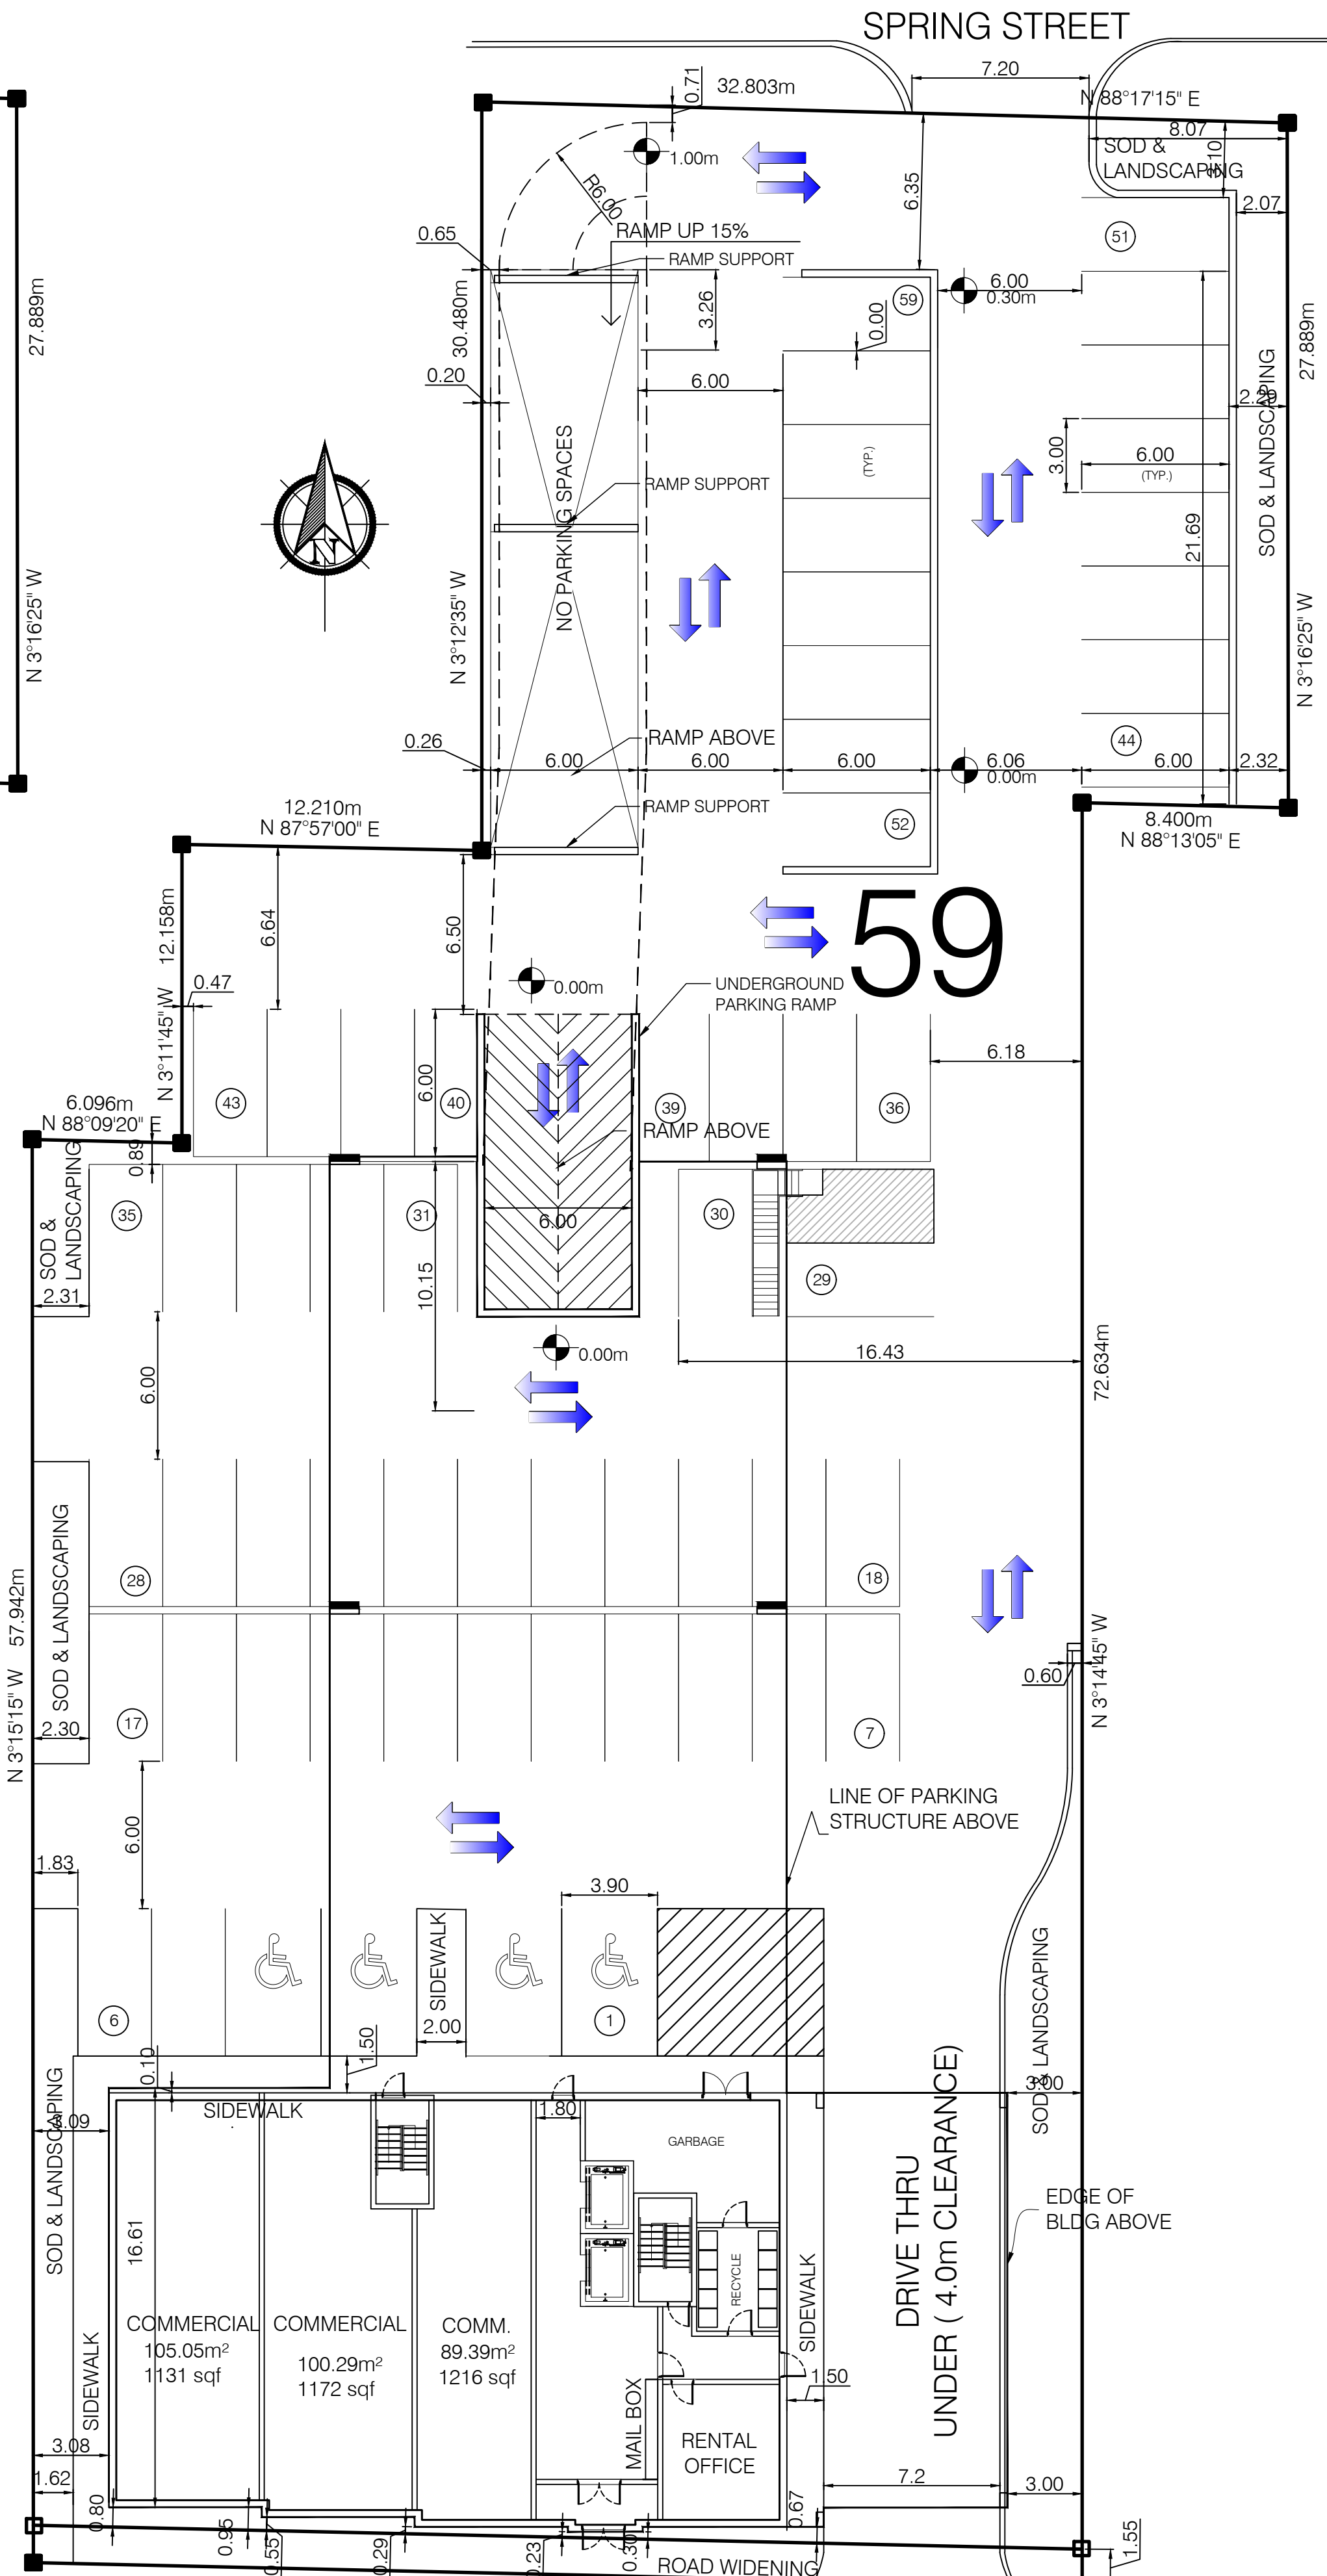 SPRING STREET
7.20
0.71
32.803m
N 88°17'15" E
8.07
SOD &
LANDSCAPING
3.10
1.00m
R6.00
6.35
2.07
RAMP UP 15%
51
0.65
RAMP SUPPORT
27.889m
30.480m
3.26
59
0.00
6.00
0.30m
27.889m
0.20
6.00
2.20
SOD & LANDSCAPING
NO PARKING SPACES
(TYP.)
3.00
6.00
(TYP.)
RAMP SUPPORT
21.69
N
N 3°16'25" W
N 3°12'35" W
N 3°16'25" W
0.26
RAMP ABOVE
44
6.00
6.00
6.00
6.06
0.00m
6.00
2.32
RAMP SUPPORT
12.210m
N 87°57'00" E
52
8.400m
N 88°13'05" E
12.158m
N 3°11'45" W
6.64
6.50
59
0.47
0.00m
UNDERGROUND
PARKING RAMP
6.18
6.00
6.096m
N 88°09'20" E
43
40
39
36
RAMP ABOVE
0.89
SOD &
LANDSCAPING
35
31
30
6.00
29
2.31
10.15
0.00m
16.43
72.634m
6.00
SOD & LANDSCAPING
28
18
N 3°15'15" W
57.942m
0.60
N 3°14'45" W
2.30
17
7
LINE OF PARKING
STRUCTURE ABOVE
6.00
1.83
3.90
SIDEWALK
SOD & LANDSCAPING
6
2.00
1
0.10
1.50
3.00
SOD & LANDSCAPING
3.09
SIDEWALK
1.80
GARBAGE
DRIVE THRU
UNDER ( 4.0m CLEARANCE)
EDGE OF
BLDG ABOVE
16.61
RECYCLE
SIDEWALK
COMMERCIAL
105.05m²
1131 sqf
COMMERCIAL
100.29m²
1172 sqf
COMM.
89.39m²
1216 sqf
SIDEWALK
MAIL BOX
1.50
RENTAL
OFFICE
3.08
1.62
7.2
3.00
0.80
0.95
0.55
0.29
0.23
0.30
0.67
1.55
ROAD WIDENING